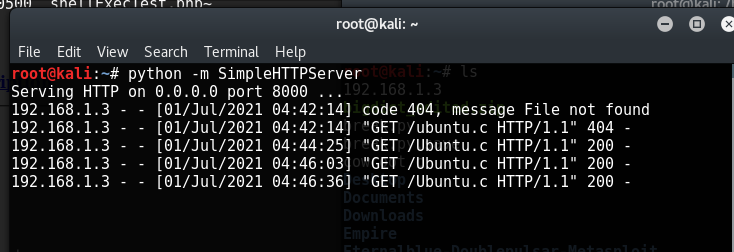 0500 shellExecTest.php~
root@kali: ~
File Edit View Search Terminal Help
root@kali:~# python -m SimpleHTTPServer
Serving HTTP on 0.0.0.0 port 8000 ...
192.168.1.3 - - [01/Jul/2021 04:42:14] code 404, message File not found
192.168.1.3 - - [01/Jul/2021 04:42:14] "GET /ubuntu.c HTTP/1.1" 404 -
192.168.1.3 - - [01/Jul/2021 04:44:25] "GET /Ubuntu.c HTTP/1.1" 200 -
192.168.1.3 - - [01/Jul/2021 04:46:03] "GET /Ubuntu.c HTTP/1.1" 200 -
192.168.1.3 - - [01/Jul/2021 04:46:36] "GET /Ubuntu.c HTTP/1.1" 200 -
root@kali:~# ls
192.168.1.3
Documents
Downloads
Empire
Eternalblue-Doublepulsar-Metasploit